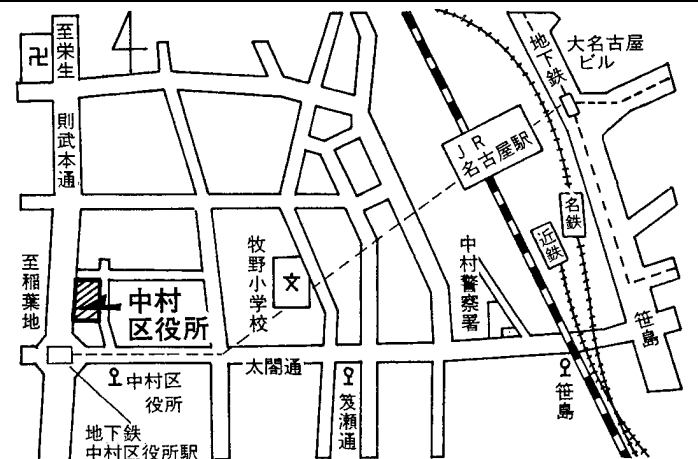 至栄生
則武本通
至稲葉地
中村
区役所
中村区
役所
地下鉄
中村区役所駅
牧野小学校
文
太閤通
笈瀬通
中村警察署
JR
名古屋駅
近鉄
名鉄
地下鉄
大名古屋
ビル
笹島
笹島